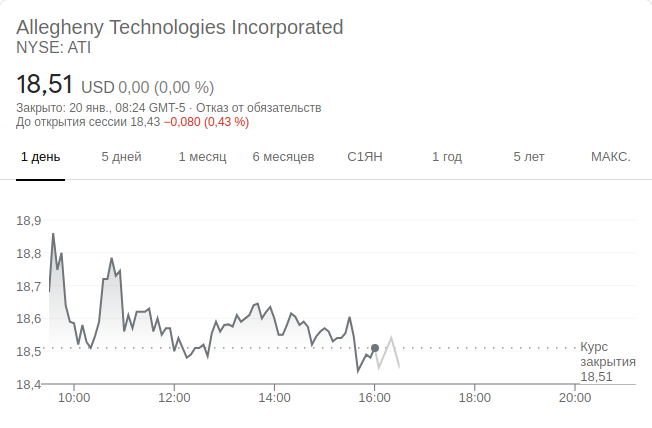 Allegheny Technologies Incorporated
NYSE: ATI
18,51 USD 0,00 (0,00 %)
Закрыто: 20 янв., 08:24 GMT-5 · Отказ от обязательств
До открытия сессии 18,43 −0,080 (0,43 %)
1 день 5 дней 1 месяц 6 месяцев С1ЯН 1 год 5 лет МАКС.
18,9
18,8
18,7
18,6
18,5
18,4
Курс
закрытия
18,51
10:00 12:00 14:00 16:00 18:00 20:00